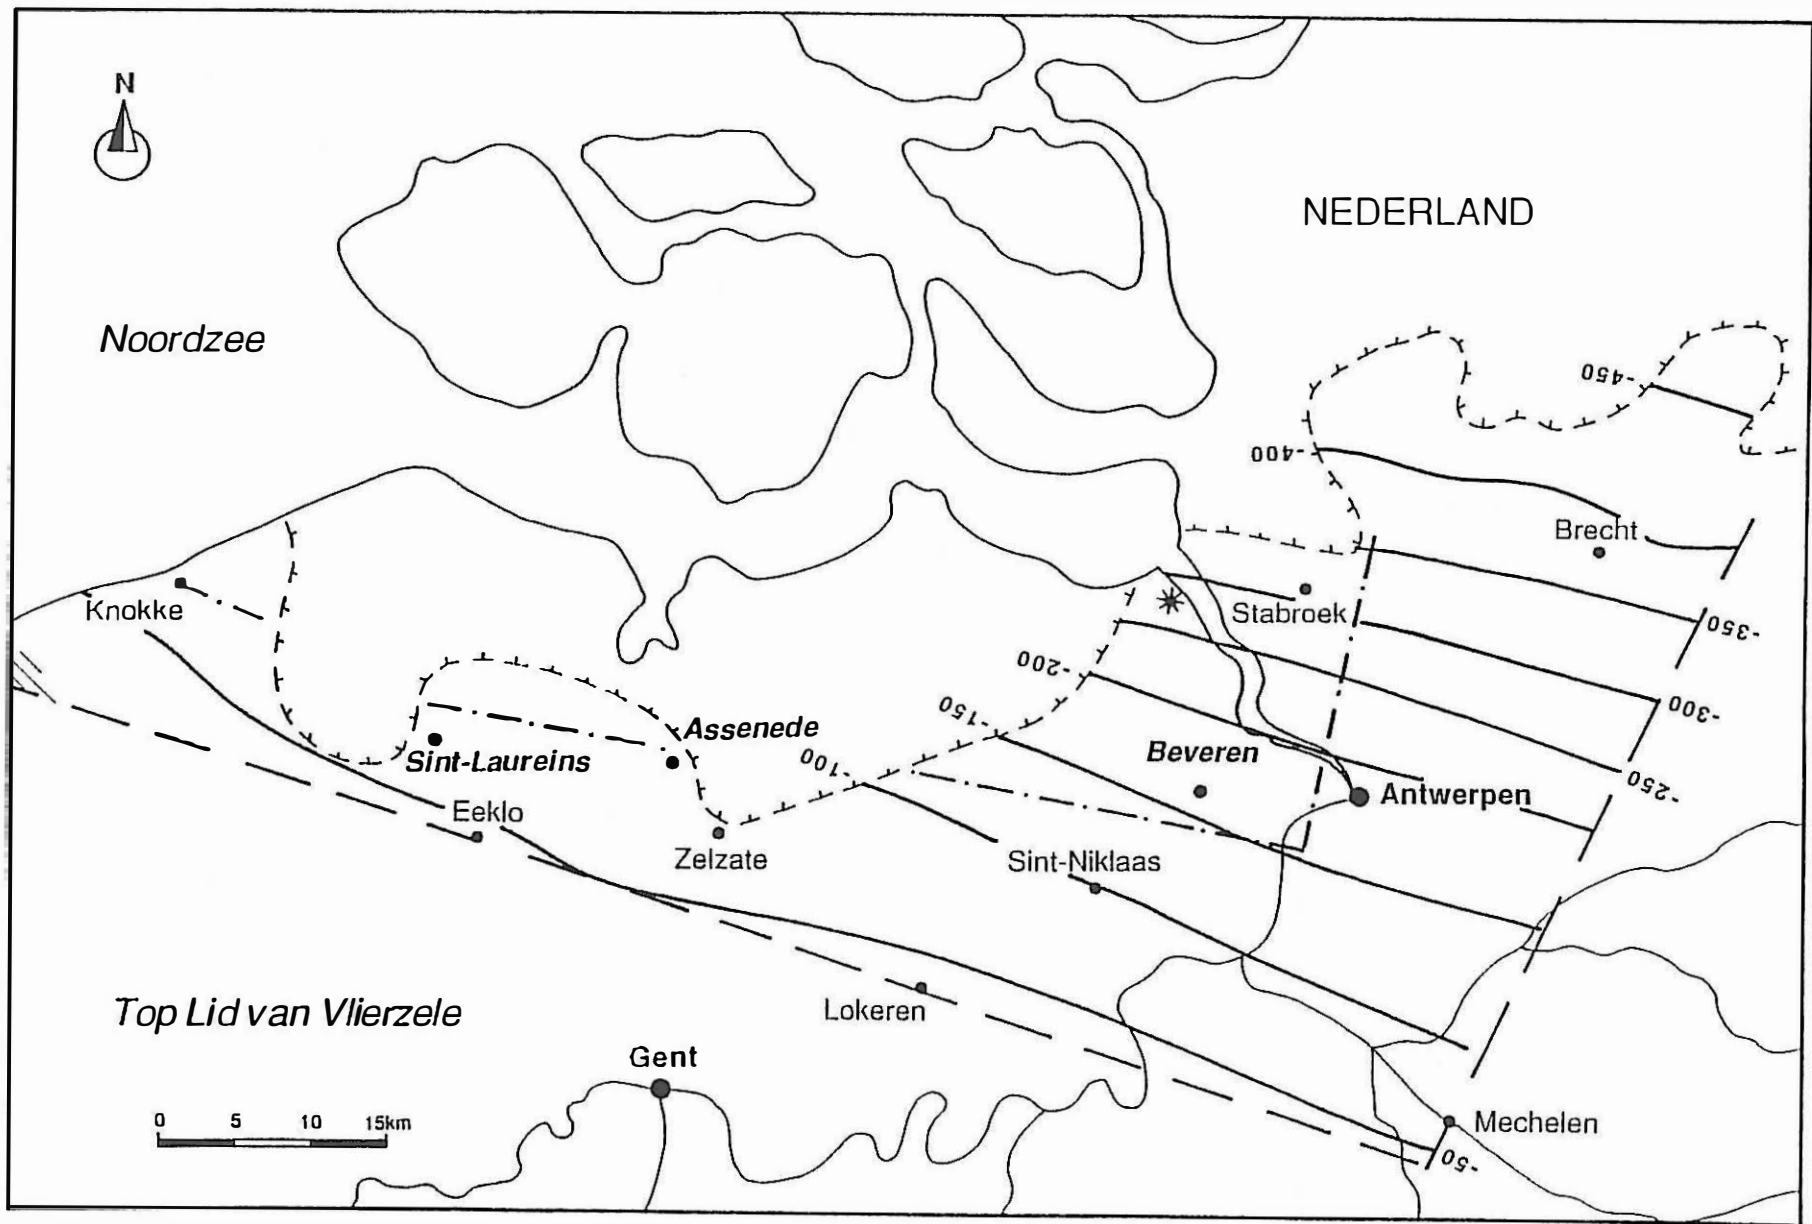 N
NEDERLAND
Noordzee
-450
-400
Brecht
Knokke
Stabroek
-350
-200
-300
-150
Assenede
Beveren
Sint-Laureins
-100
-250
Antwerpen
Eeklo
Zelzate
Sint-Niklaas
Lokeren
Top Lid van Vlierzele
Gent
0 5 10 15km
Mechelen
-50